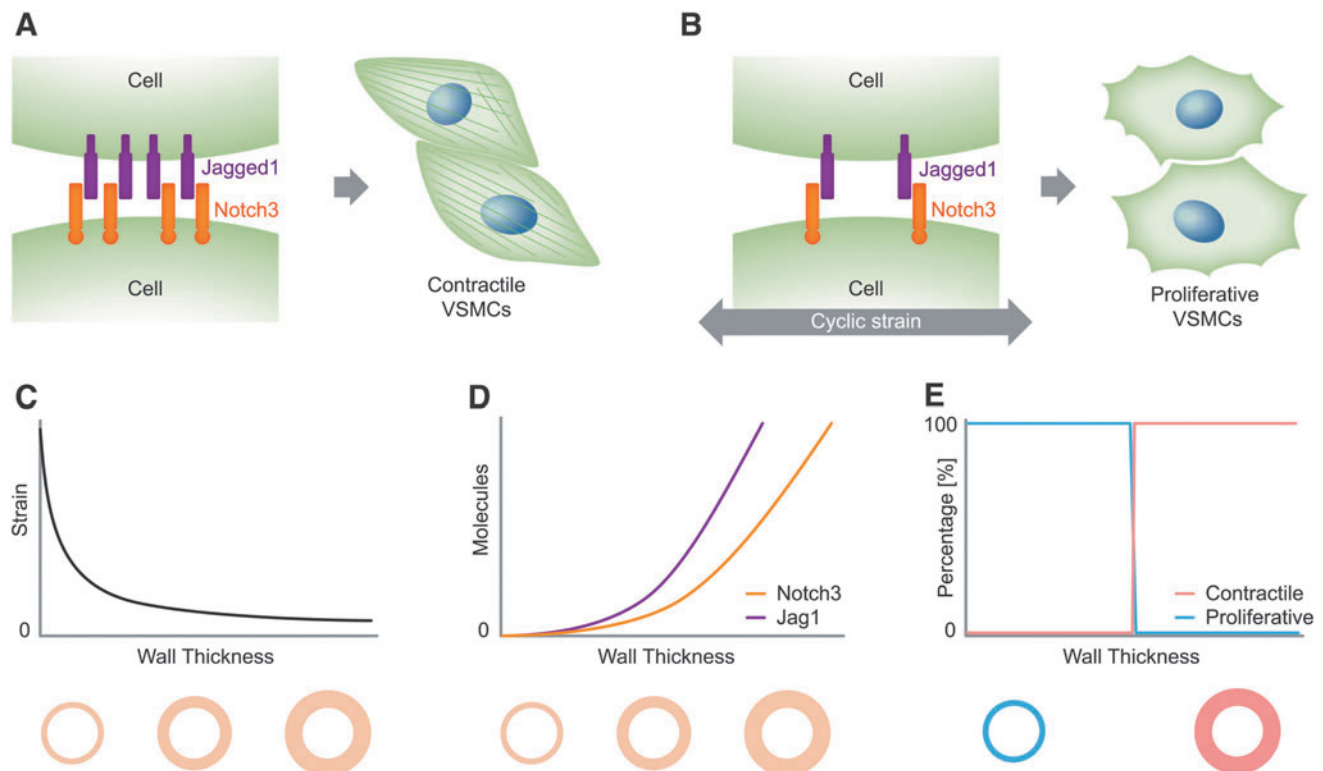 A
Cell
Jagged1
Notch3
Cell
Contractile
VSMCs
B
Cell
Jagged1
Notch3
Cell
Cyclic strain
Proliferative
VSMCs
C
Strain
0
Wall Thickness
D
Molecules
0
Notch3
Jag1
Wall Thickness
E
100
Percentage [%]
0
Contractile
Proliferative
Wall Thickness